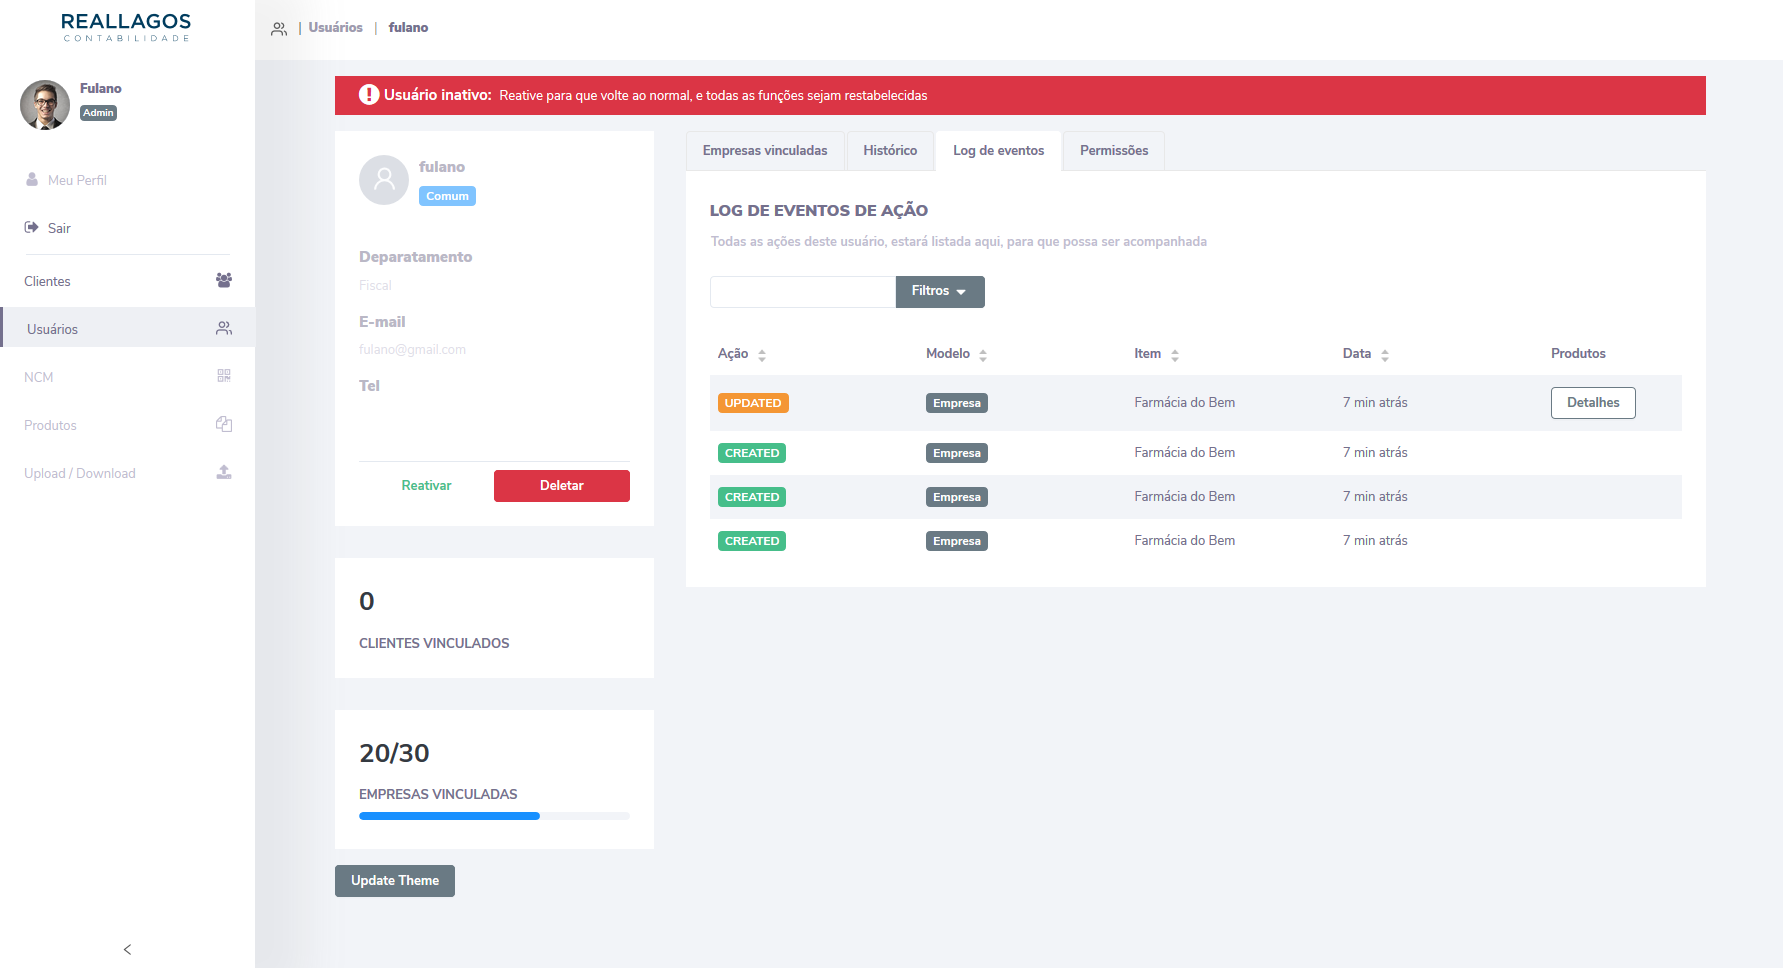 REALLAGOS
CONTABILIDADE
Fulano
Admin
Meu Perfil
Sair
Clientes
Usuários
NCM
Produtos
Upload / Download
| Usuários | fulano
Usuário inativo: Reative para que volte ao normal, e todas as funções sejam restabelecidas
fulano
Comum
Deparatamento
Fiscal
E-mail
fulano@gmail.com
Tel
Reativar Deletar
0
CLIENTES VINCULADOS
20/30
EMPRESAS VINCULADAS
Update Theme
Empresas vinculadas Histórico Log de eventos Permissões
LOG DE EVENTOS DE AÇÃO
Todas as ações deste usuário, estará listada aqui, para que possa ser acompanhada
Filtros
Ação Modelo Item Data Produtos
UPDATED Empresa Farmácia do Bem 7 min atrás Detalhes
CREATED Empresa Farmácia do Bem 7 min atrás
CREATED Empresa Farmácia do Bem 7 min atrás
CREATED Empresa Farmácia do Bem 7 min atrás